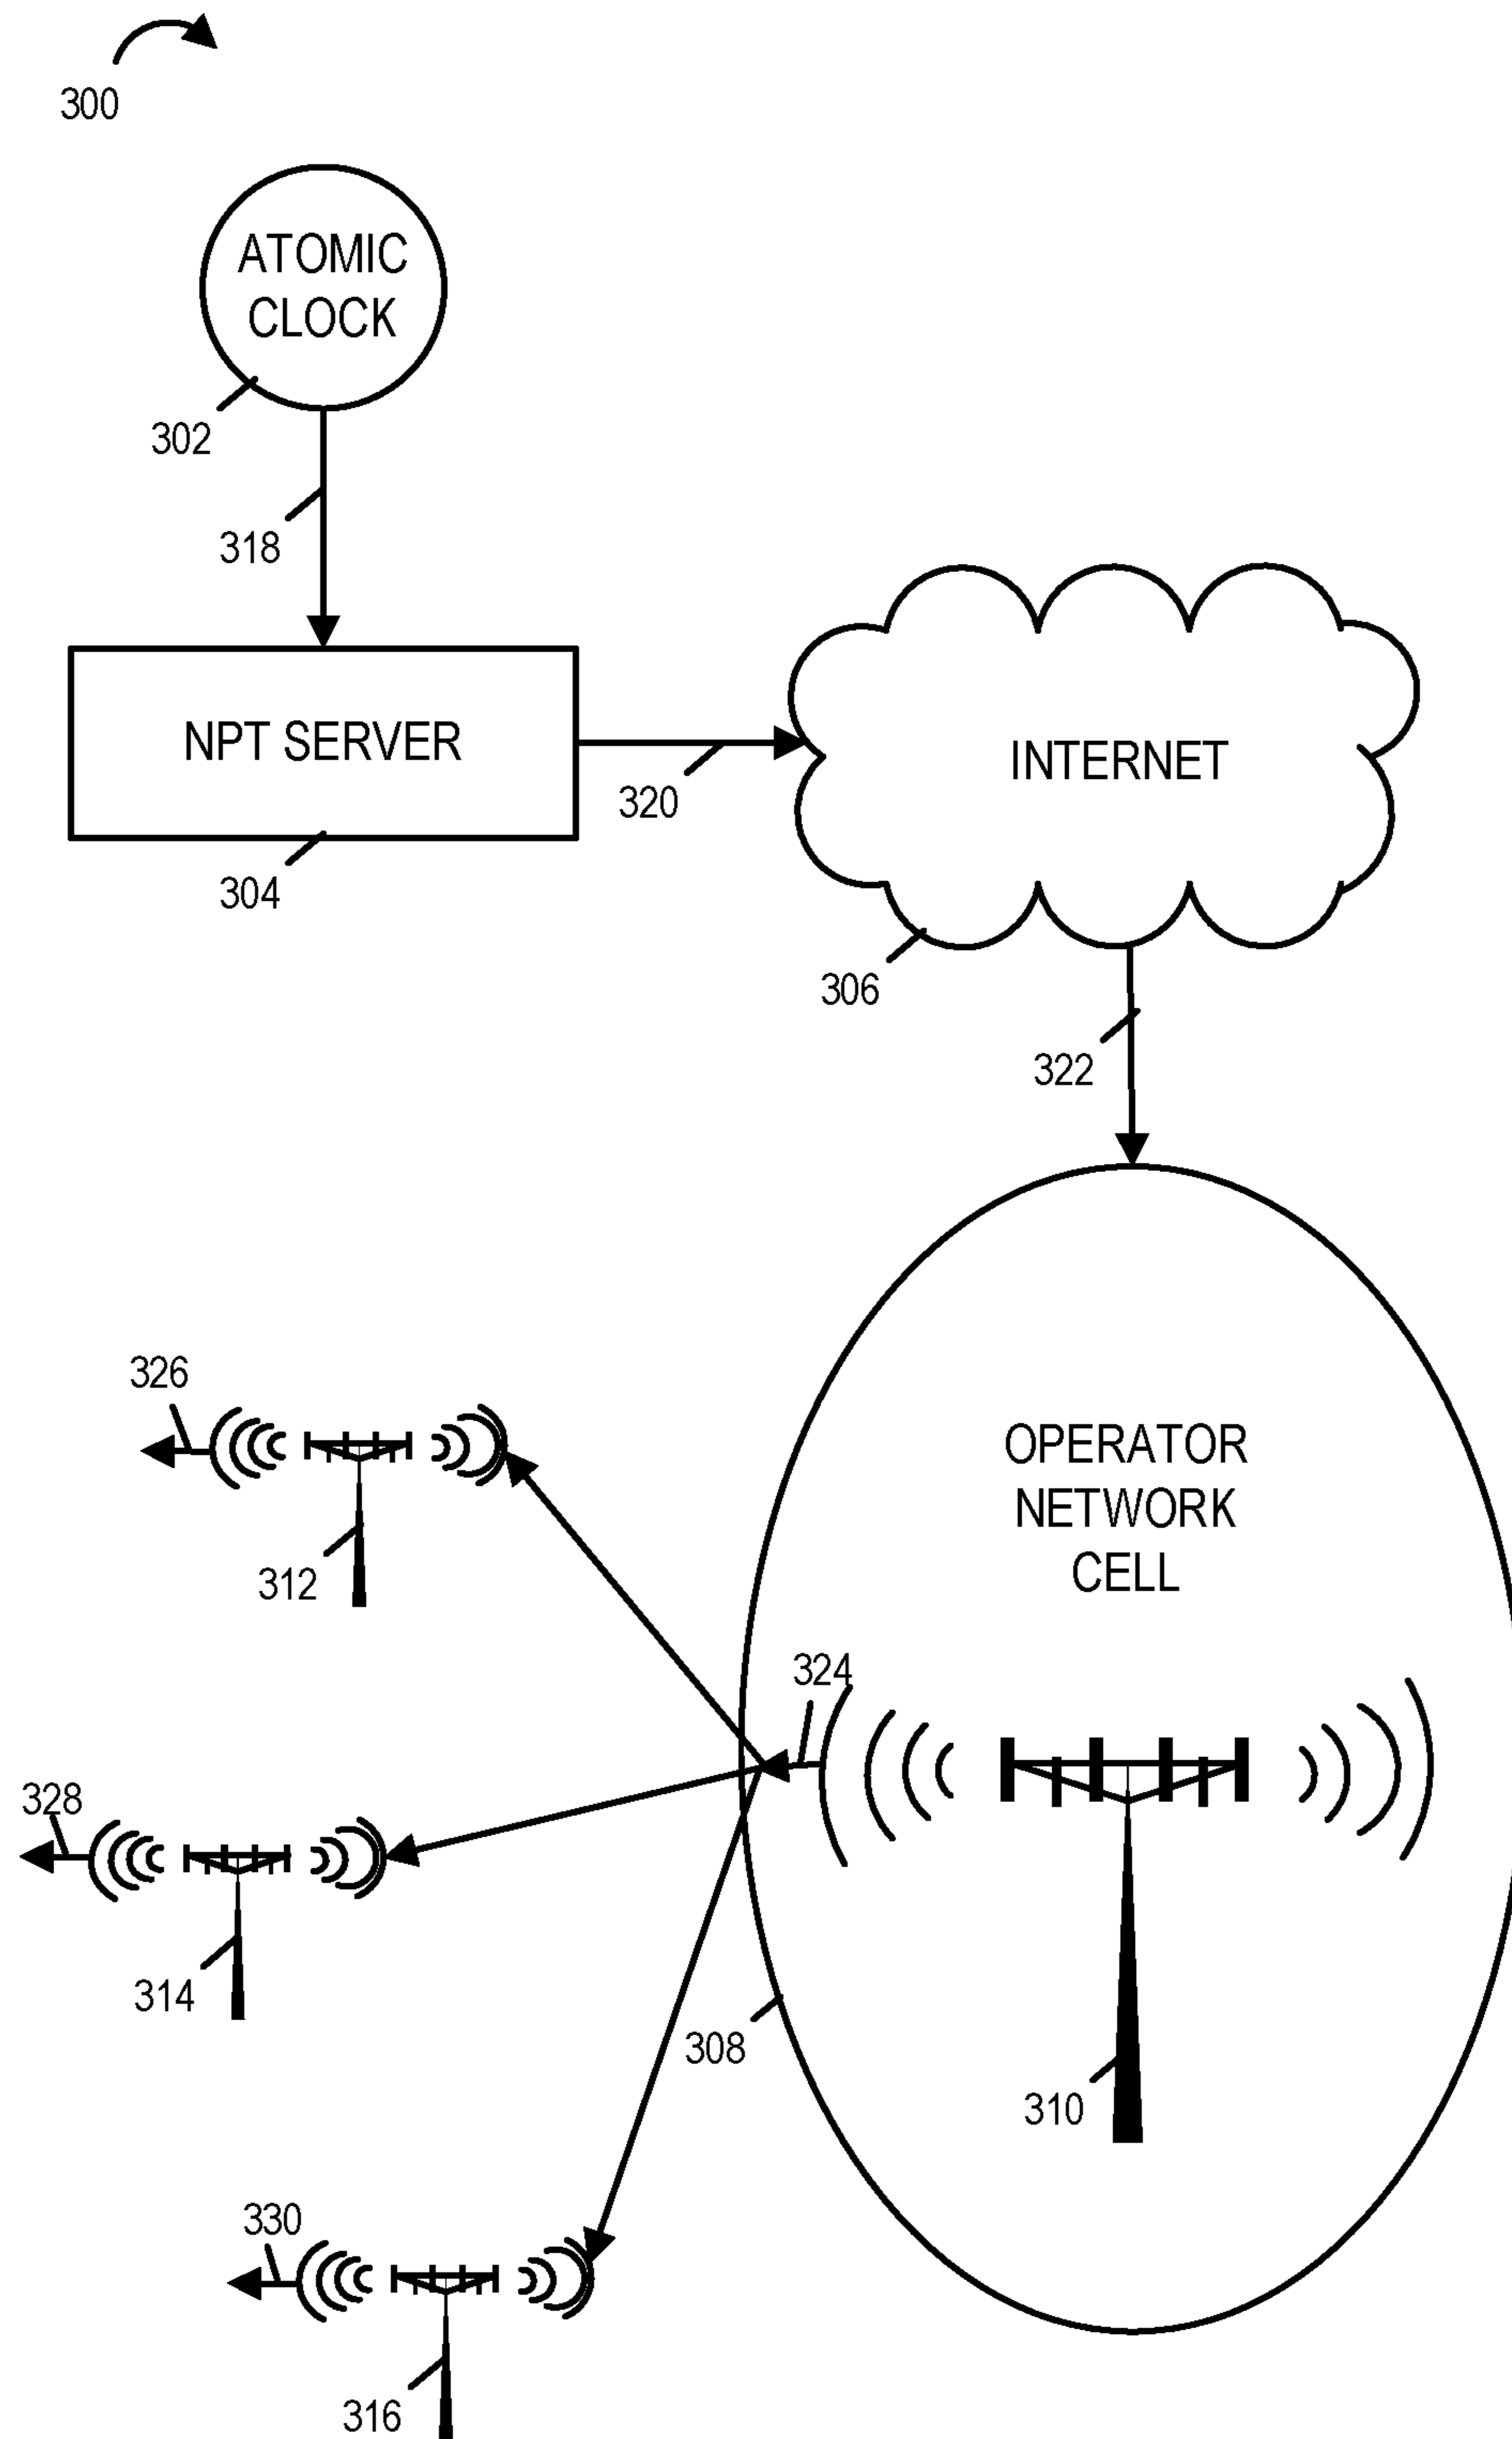 300
ATOMIC
CLOCK
302
318
NPT SERVER
320
304
INTERNET
306
322
326
312
OPERATOR
NETWORK
CELL
324
328
314
308
310
330
316